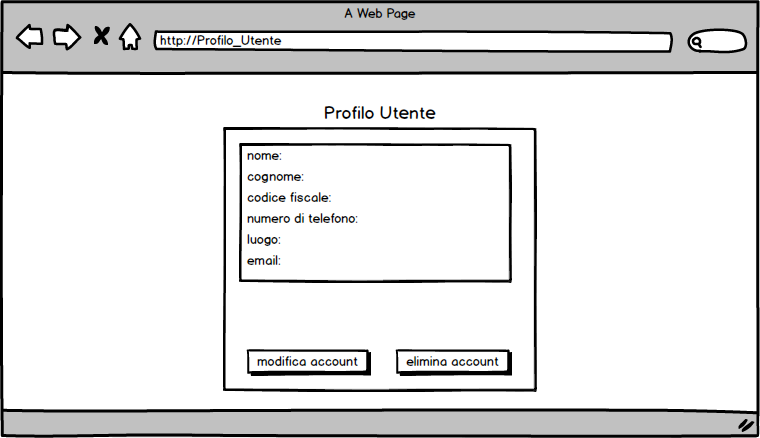 A Web Page
http://Profilo_Utente
Profilo Utente
nome:
cognome:
codice fiscale:
numero di telefono:
luogo:
email:
modifica account
elimina account